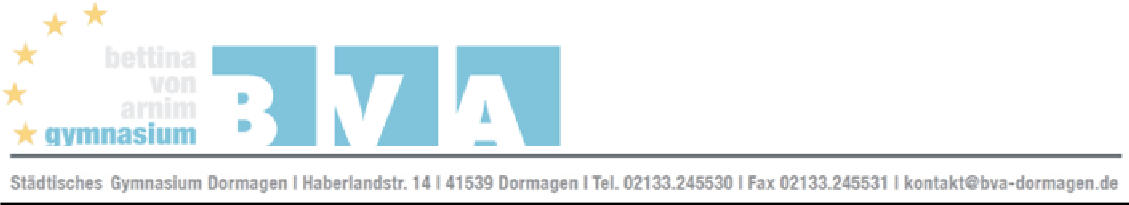 bettina
von
arnim
gymnasium
BVA
Städtisches Gymnasium Dormagen I Haberlandstr. 14 I 41539 Dormagen I Tel. 02133.245530 I Fax 02133.245531 I kontakt@bva-dormagen.de